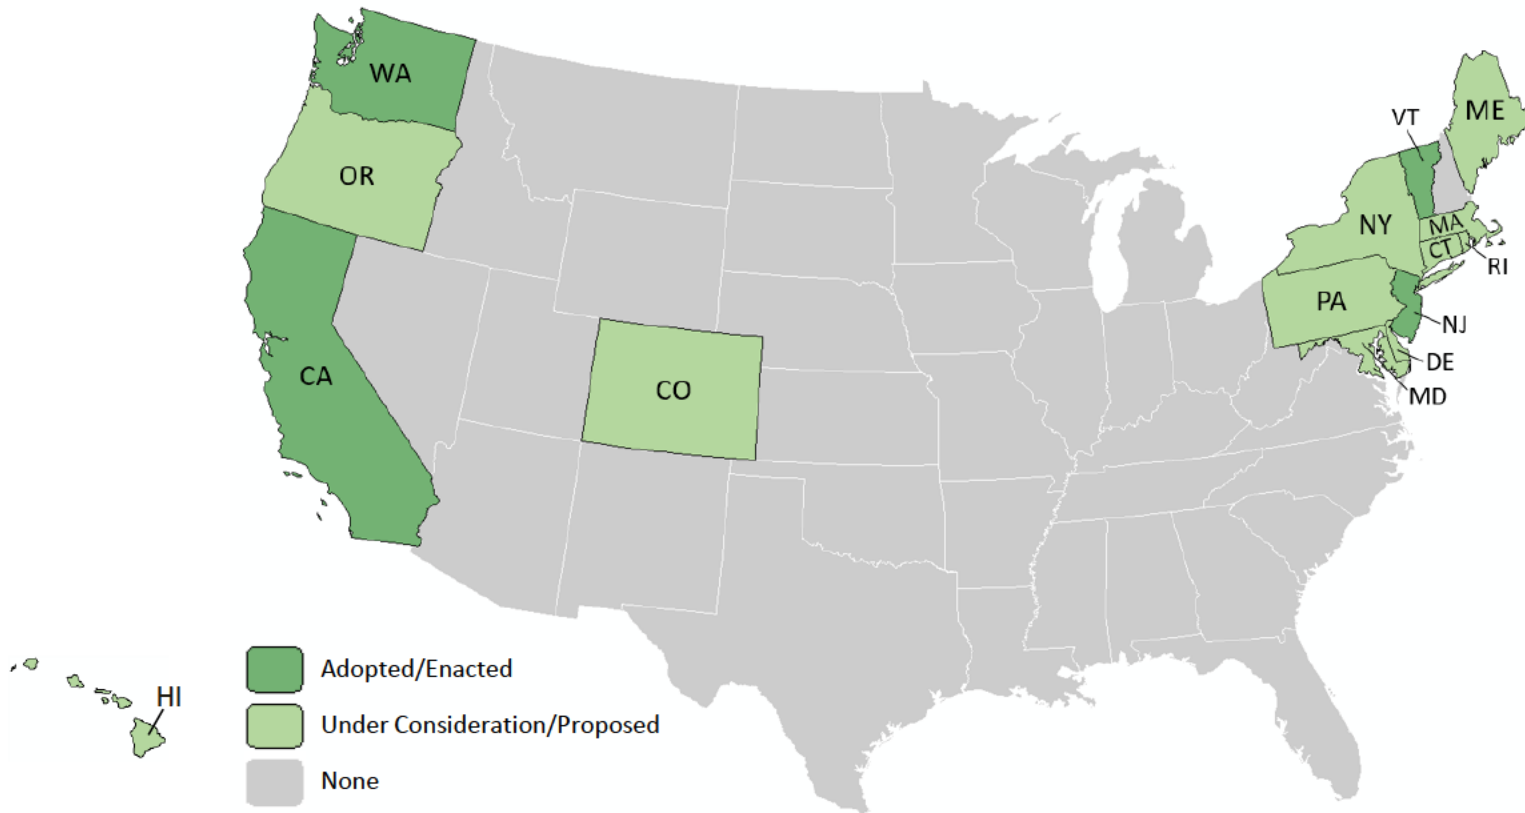 WA
OR
CA
CO
HI
VT
ME
NY
MA
CT
RI
PA
NJ
DE
MD
Adopted/Enacted
Under Consideration/Proposed
None